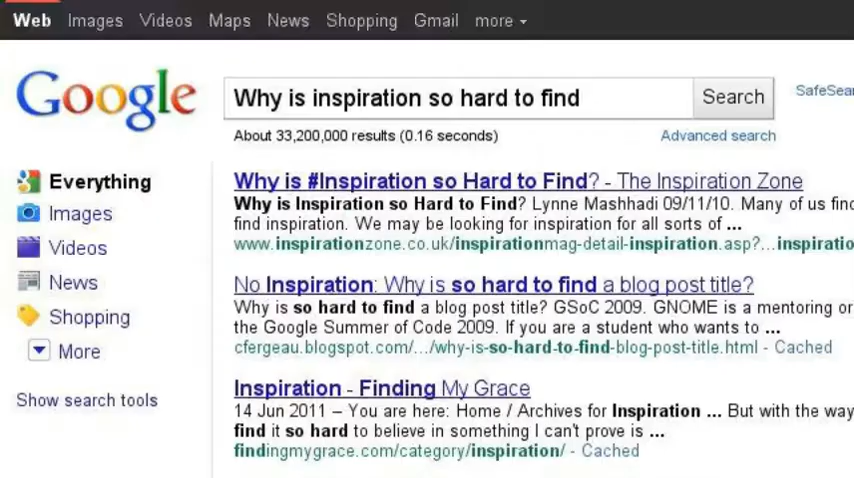 Web Images Videos Maps News Shopping Gmail more
Google
Why is inspiration so hard to find Search SafeSear
About 33,200,000 results (0.16 seconds) Advanced search
Everything
Images
Videos
News
Shopping
More
Show search tools
Why is #Inspiration so Hard to Find? - The Inspiration Zone
Why is Inspiration so Hard to Find? Lynne Mashhadi 09/11/10. Many of us find
find inspiration. We may be looking for inspiration for all sorts of ...
www.inspirationzone.co.uk/inspirationmag-detail-inspiration.asp?...inspiratio
No Inspiration: Why is so hard to find a blog post title?
Why is so hard to find a blog post title? GSoC 2009. GNOME is a mentoring or
the Google Summer of Code 2009. If you are a student who wants to ...
cfergeau.blogspot.com/.../why-is-so-hard-to-find-blog-post-title.html - Cached
Inspiration - Finding My Grace
14 Jun 2011 – You are here: Home / Archives for Inspiration ... But with the way
find it so hard to believe in something I can't prove is ...
findingmygrace.com/category/inspiration/ - Cached